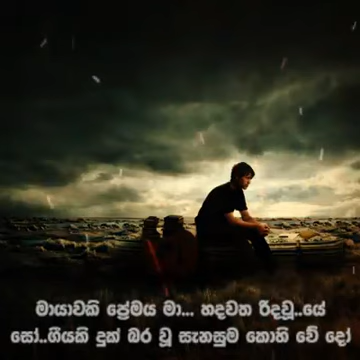 මායාවකි ප්‍රේමය මා... හදවත රිදවූ..යේ
සෝ..ගීයකි දුක් බර වූ සැනසුම කොහි වේ දෝ